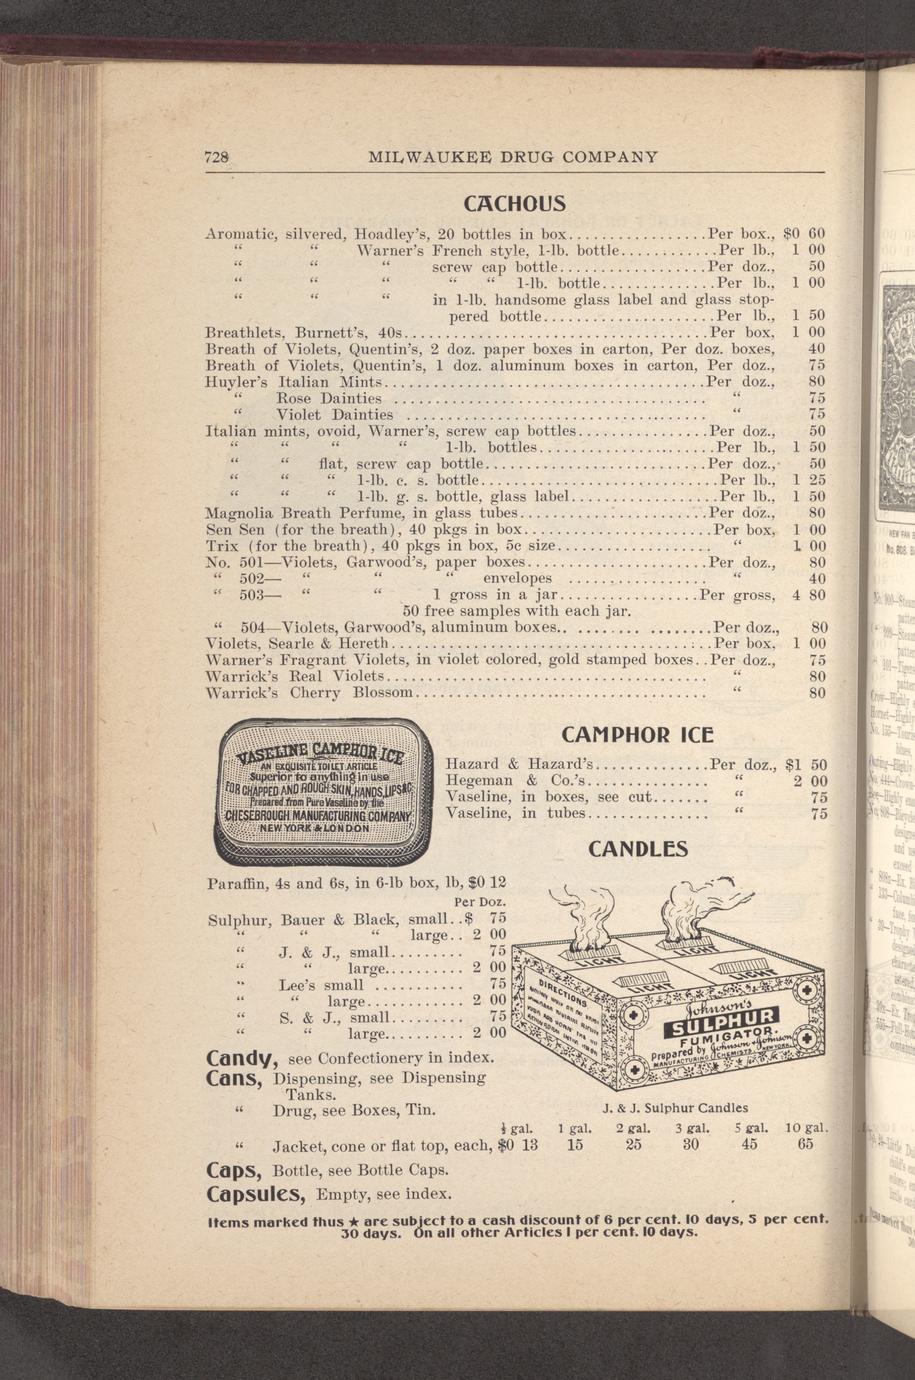 728 MILWAUKEE DRUG COMPANY
CACHOUS
Aromatic, silvered, Hoadley's, 20 bottles in box................Per box., $0 60
“ “ Warner's French style, 1-lb. bottle............Per lb., 1 00
“ “ “ screw cap bottle..................Per doz., 50
“ “ “ “ “ 1-lb. bottle..............Per lb., 1 00
“ “ “ in 1-lb. handsome glass label and glass stop-
pered bottle.....................Per lb., 1 50
Breathlets, Burnett's, 40s.....................................Per box, 1 00
Breath of Violets, Quentin's, 2 doz. paper boxes in carton, Per doz. boxes, 40
Breath of Violets, Quentin's, 1 doz. aluminum boxes in carton, Per doz., 75
Huyler's Italian Mints.......................................Per doz., 80
“ Rose Dainties ...................................... “ 75
“ Violet Dainties .................................... “ 75
Italian mints, ovoid, Warner's, screw cap bottles................Per doz., 50
“ “ “ “ 1-lb. bottles......................Per lb., 1 50
“ “ flat, screw cap bottle...........................Per doz., 50
“ “ “ 1-lb. c. s. bottle.............................Per lb., 1 25
“ “ “ 1-lb. g. s. bottle, glass label..................Per lb., 1 50
Magnolia Breath Perfume, in glass tubes.......................Per doz., 80
Sen Sen (for the breath), 40 pkgs in box.......................Per box, 1 00
Trix (for the breath), 40 pkgs in box, 5c size................... “ 1 00
No. 501—Violets, Garwood's, paper boxes......................Per doz., 80
“ 502— “ “ “ envelopes ................. “ 40
“ 503— “ “ 1 gross in a jar.................Per gross, 4 80
50 free samples with each jar.
“ 504—Violets, Garwood's, aluminum boxes.. ......... ........Per doz., 80
Violets, Searle & Hereth.......................................Per box, 1 00
Warner's Fragrant Violets, in violet colored, gold stamped boxes..Per doz., 75
Warrick's Real Violets....................................... “ 80
Warrick's Cherry Blossom.................................... “ 80
VASELINE CAMPHOR ICE
AN EXQUISITE TOILET ARTICLE
Superior to anything in use
FOR CHAPPED AND ROUGH SKIN, HANDS, LIPS &C.
Prepared from Pure Vaseline by the
CHESEBROUGH MANUFACTURING COMPANY
NEW YORK & LONDON
CAMPHOR ICE
Hazard & Hazard's..............Per doz., $1 50
Hegeman & Co.'s............... “ 2 00
Vaseline, in boxes, see cut....... “ 75
Vaseline, in tubes............... “ 75
CANDLES
Paraffin, 4s and 6s, in 6-lb box, lb, $0 12
Per Doz.
Sulphur, Bauer & Black, small..$ 75
“ “ “ large.. 2 00
“ J. & J., small......... 75
“ “ large.......... 2 00
“ Lee's small ........... 75
“ “ large............ 2 00
“ S. & J., small......... 75
“ “ large.......... 2 00
LIGHT
LIGHT
LIGHT
LIGHT
DIRECTIONS
Johnson's
SULPHUR
FUMIGATOR.
Prepared by Johnson & Johnson
MANUFACTURING CHEMISTS NEW YORK.
J. & J. Sulphur Candles
Candy, see Confectionery in index.
Cans, Dispensing, see Dispensing
Tanks.
“ Drug, see Boxes, Tin.
½ gal. 1 gal. 2 gal. 3 gal. 5 gal. 10 gal.
“ Jacket, cone or flat top, each, $0 13 15 25 30 45 65
Caps, Bottle, see Bottle Caps.
Capsules, Empty, see index.
Items marked thus ★ are subject to a cash discount of 6 per cent. 10 days, 5 per cent.
30 days. On all other Articles 1 per cent. 10 days.